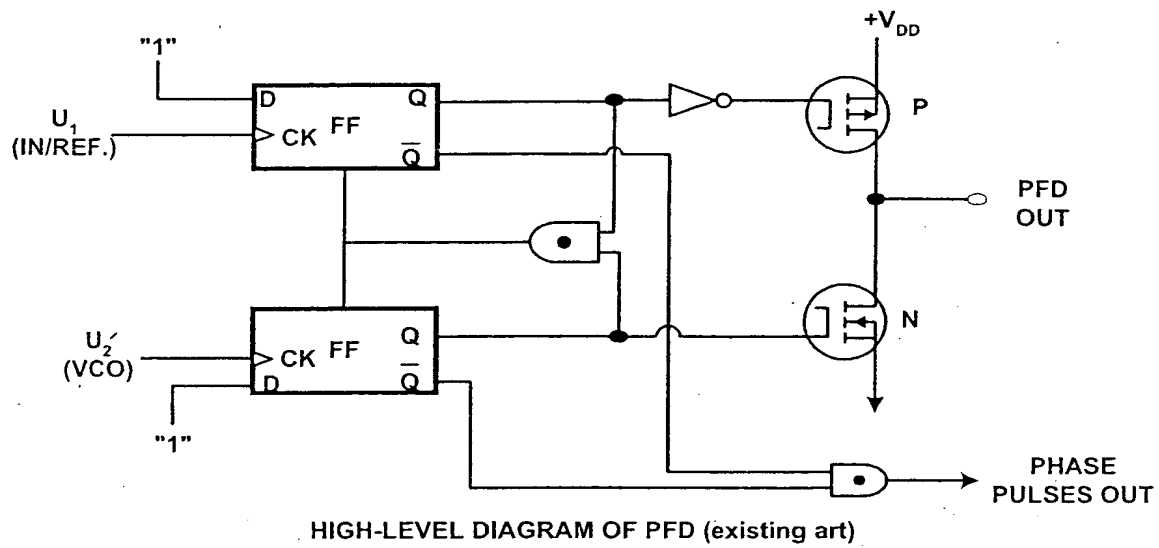 +V_DD
"1"
D
Q
U₁
(IN/REF.)
CK FF
Q̅
P
PFD
OUT
N
Q
U₂′
(VCO)
CK FF
Q̅
D
"1"
PHASE
PULSES OUT
HIGH-LEVEL DIAGRAM OF PFD (existing art)